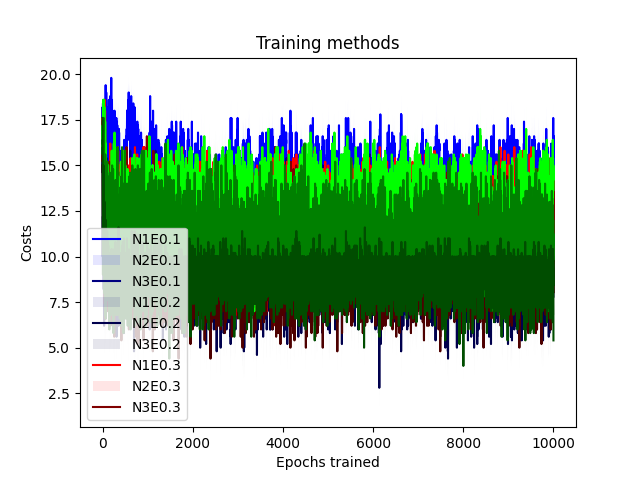 Training methods
20.0
17.5
15.0
12.5
10.0
7.5
5.0
2.5
Costs
N1E0.1
N2E0.1
N3E0.1
N1E0.2
N2E0.2
N3E0.2
N1E0.3
N2E0.3
N3E0.3
0 2000 4000 6000 8000 10000
Epochs trained